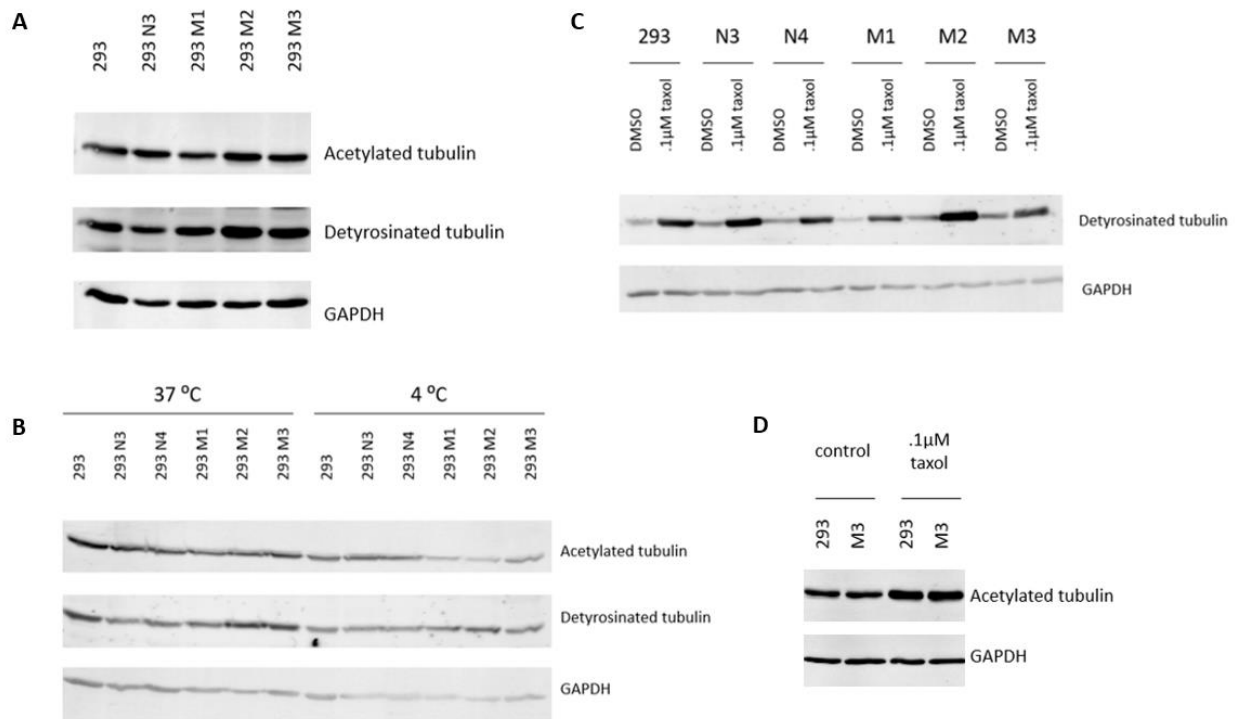 A
293
293 N3
293 M1
293 M2
293 M3
Acetylated tubulin
Detyrosinated tubulin
GAPDH
B
37 ⁰C
4 ⁰C
293
293 N3
293 N4
293 M1
293 M2
293 M3
293
293 N3
293 N4
293 M1
293 M2
293 M3
Acetylated tubulin
Detyrosinated tubulin
GAPDH
C
293
N3
N4
M1
M2
M3
DMSO
.1µM taxol
DMSO
.1µM taxol
DMSO
.1µM taxol
DMSO
.1µM taxol
DMSO
.1µM taxol
DMSO
.1µM taxol
Detyrosinated tubulin
GAPDH
D
control
.1µM
taxol
293
M3
293
M3
Acetylated tubulin
GAPDH